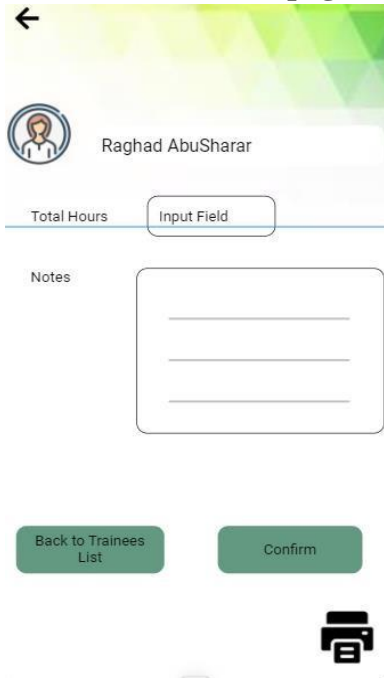 Raghad AbuSharar
Total Hours
Input Field
Notes
Back to Trainees
List
Confirm